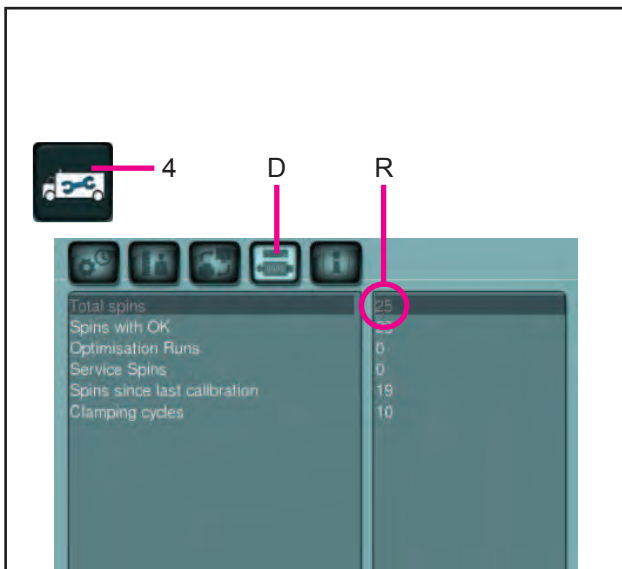 4 D R
Total spins 25
Spins with OK
Optimisation Runs 0
Service Spins 0
Spins since last calibration 19
Clamping cycles 10